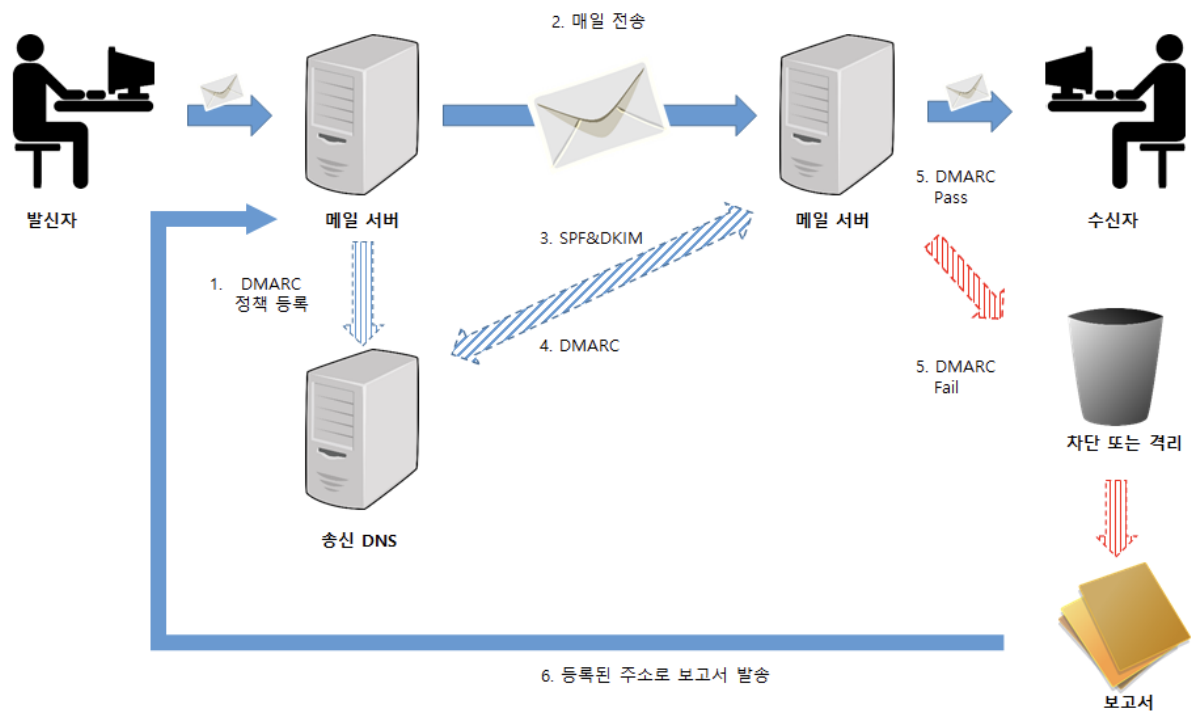 2. 매일 전송
발신자
메일 서버
메일 서버
5. DMARC
Pass
수신자
3. SPF&DKIM
1. DMARC
정책 등록
4. DMARC
5. DMARC
Fail
차단 또는 격리
송신 DNS
6. 등록된 주소로 보고서 발송
보고서